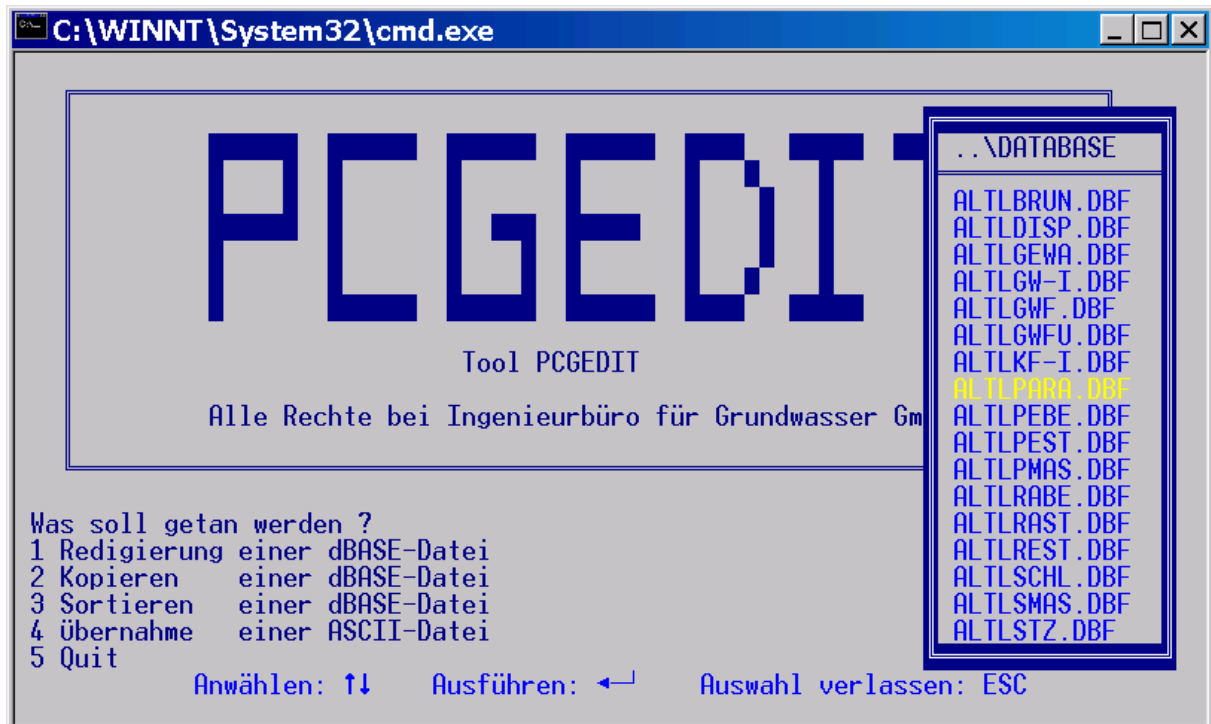 C:\WINNT\System32\cmd.exe
PCGEDIT
Tool PCGEDIT
Alle Rechte bei Ingenieurbüro für Grundwasser Gm
..\DATABASE
ALTLBRUN.DBF
ALTLDISP.DBF
ALTLGEWA.DBF
ALTLGW-I.DBF
ALTLGWF.DBF
ALTLGWFU.DBF
ALTLKF-I.DBF
ALTLPARA.DBF
ALTLPEBE.DBF
ALTLPEST.DBF
ALTLPMAS.DBF
ALTLRABE.DBF
ALTLRAST.DBF
ALTLREST.DBF
ALTLSCHL.DBF
ALTLSMAS.DBF
ALTLSTZ.DBF
Was soll getan werden ?
1 Redigierung einer dBASE-Datei
2 Kopieren einer dBASE-Datei
3 Sortieren einer dBASE-Datei
4 Übernahme einer ASCII-Datei
5 Quit
Anwählen: ↑↓ Ausführen: ◄─┘ Auswahl verlassen: ESC